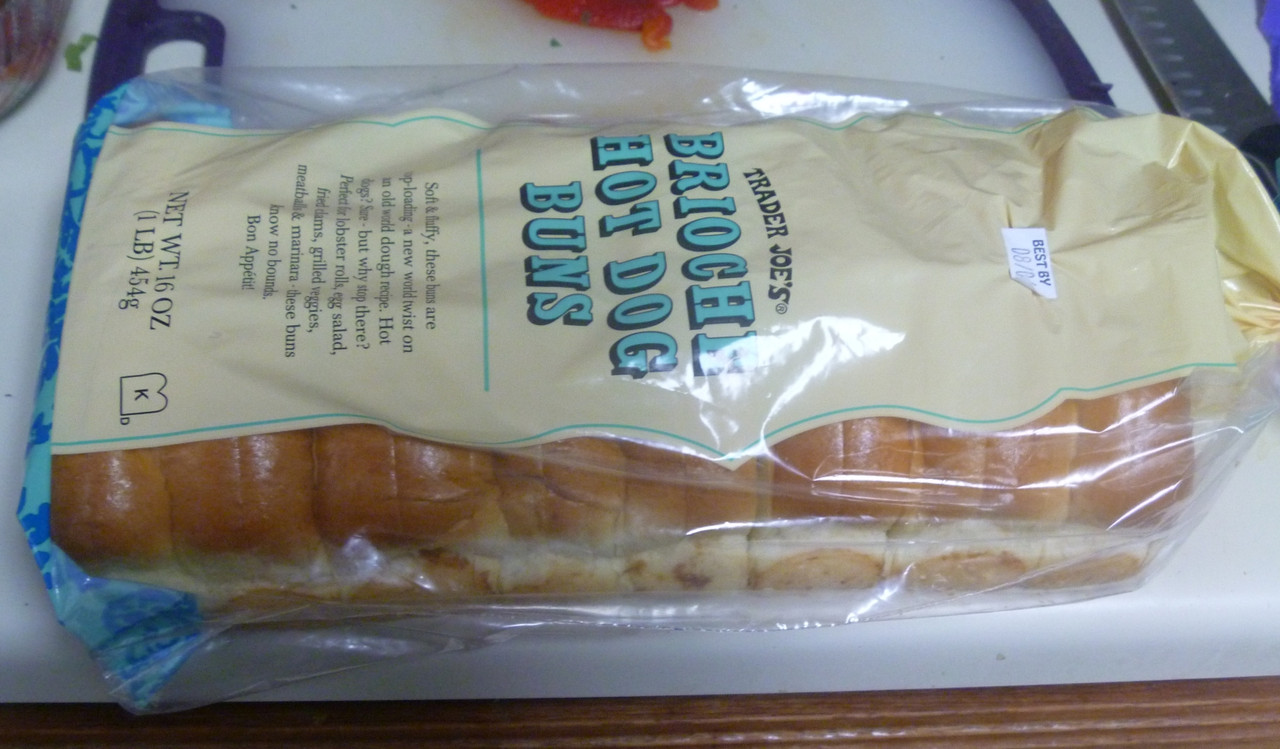 TRADER JOE'S®
BRIOCHE
HOT DOG
BUNS
Soft & fluffy, these buns are
op-loading - a new world twist on
an old world dough recipe. Hot
dogs? Sure - but why stop there?
Perfect for lobster rolls, egg salad,
fried clams, grilled veggies,
meatballs & marinara - these buns
know no bounds.
Bon Appétit!
NET WT. 16 OZ
(1 LB) 454g
K
D
BEST BY